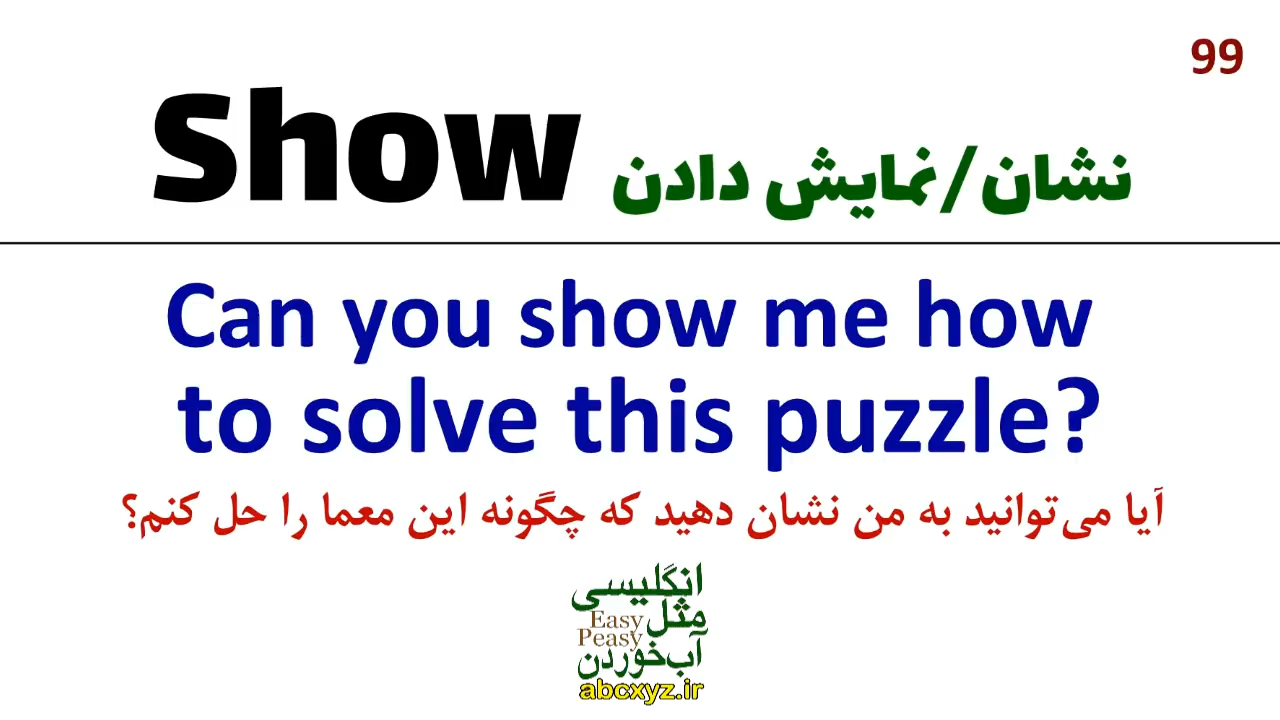 99
Show نشان/نمایش دادن
Can you show me how
to solve this puzzle?
آیا می‌توانید به من نشان دهید که چگونه این معما را حل کنم؟
انگلیسی
مثل
Easy
Peasy
آب‌خوردن
abcxyz.ir